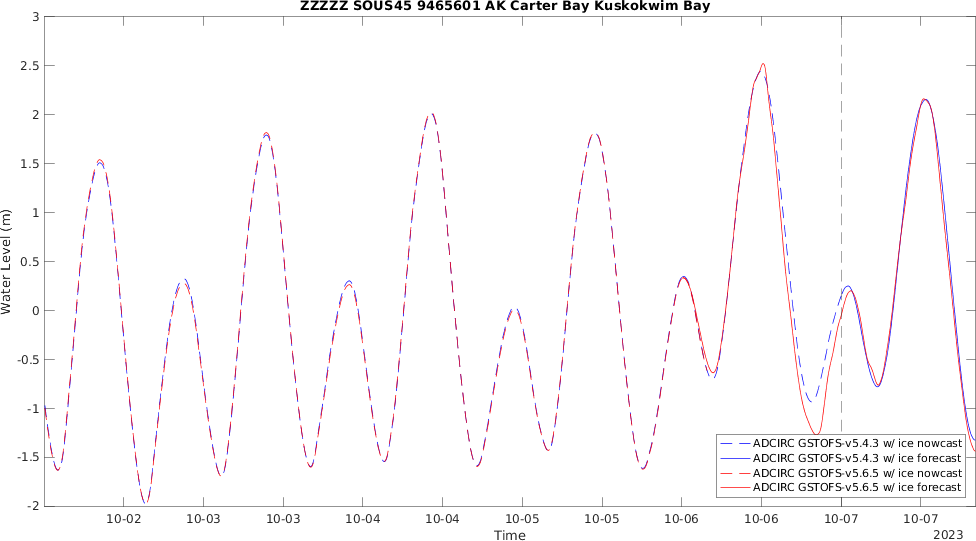 ZZZZZ SOUS45 9465601 AK Carter Bay Kuskokwim Bay
3
2.5
2
1.5
1
0.5
0
-0.5
-1
-1.5
-2
Water Level (m)
ADCIRC GSTOFS-v5.4.3 w/ ice nowcast
ADCIRC GSTOFS-v5.4.3 w/ ice forecast
ADCIRC GSTOFS-v5.6.5 w/ ice nowcast
ADCIRC GSTOFS-v5.6.5 w/ ice forecast
10-02 10-03 10-03 10-04 10-04 10-05 10-05 10-06 10-06 10-07 10-07
Time
2023